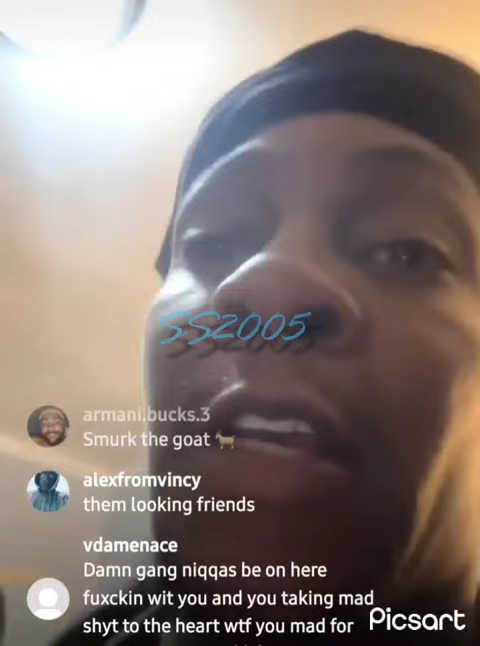 SS2005
armani.bucks.3
Smurk the goat 🐐
alexfromvincy
them looking friends
vdamenace
Damn gang niqqas be on here
fuxckin wit you and you taking mad
shyt to the heart wtf you mad for
Picsart